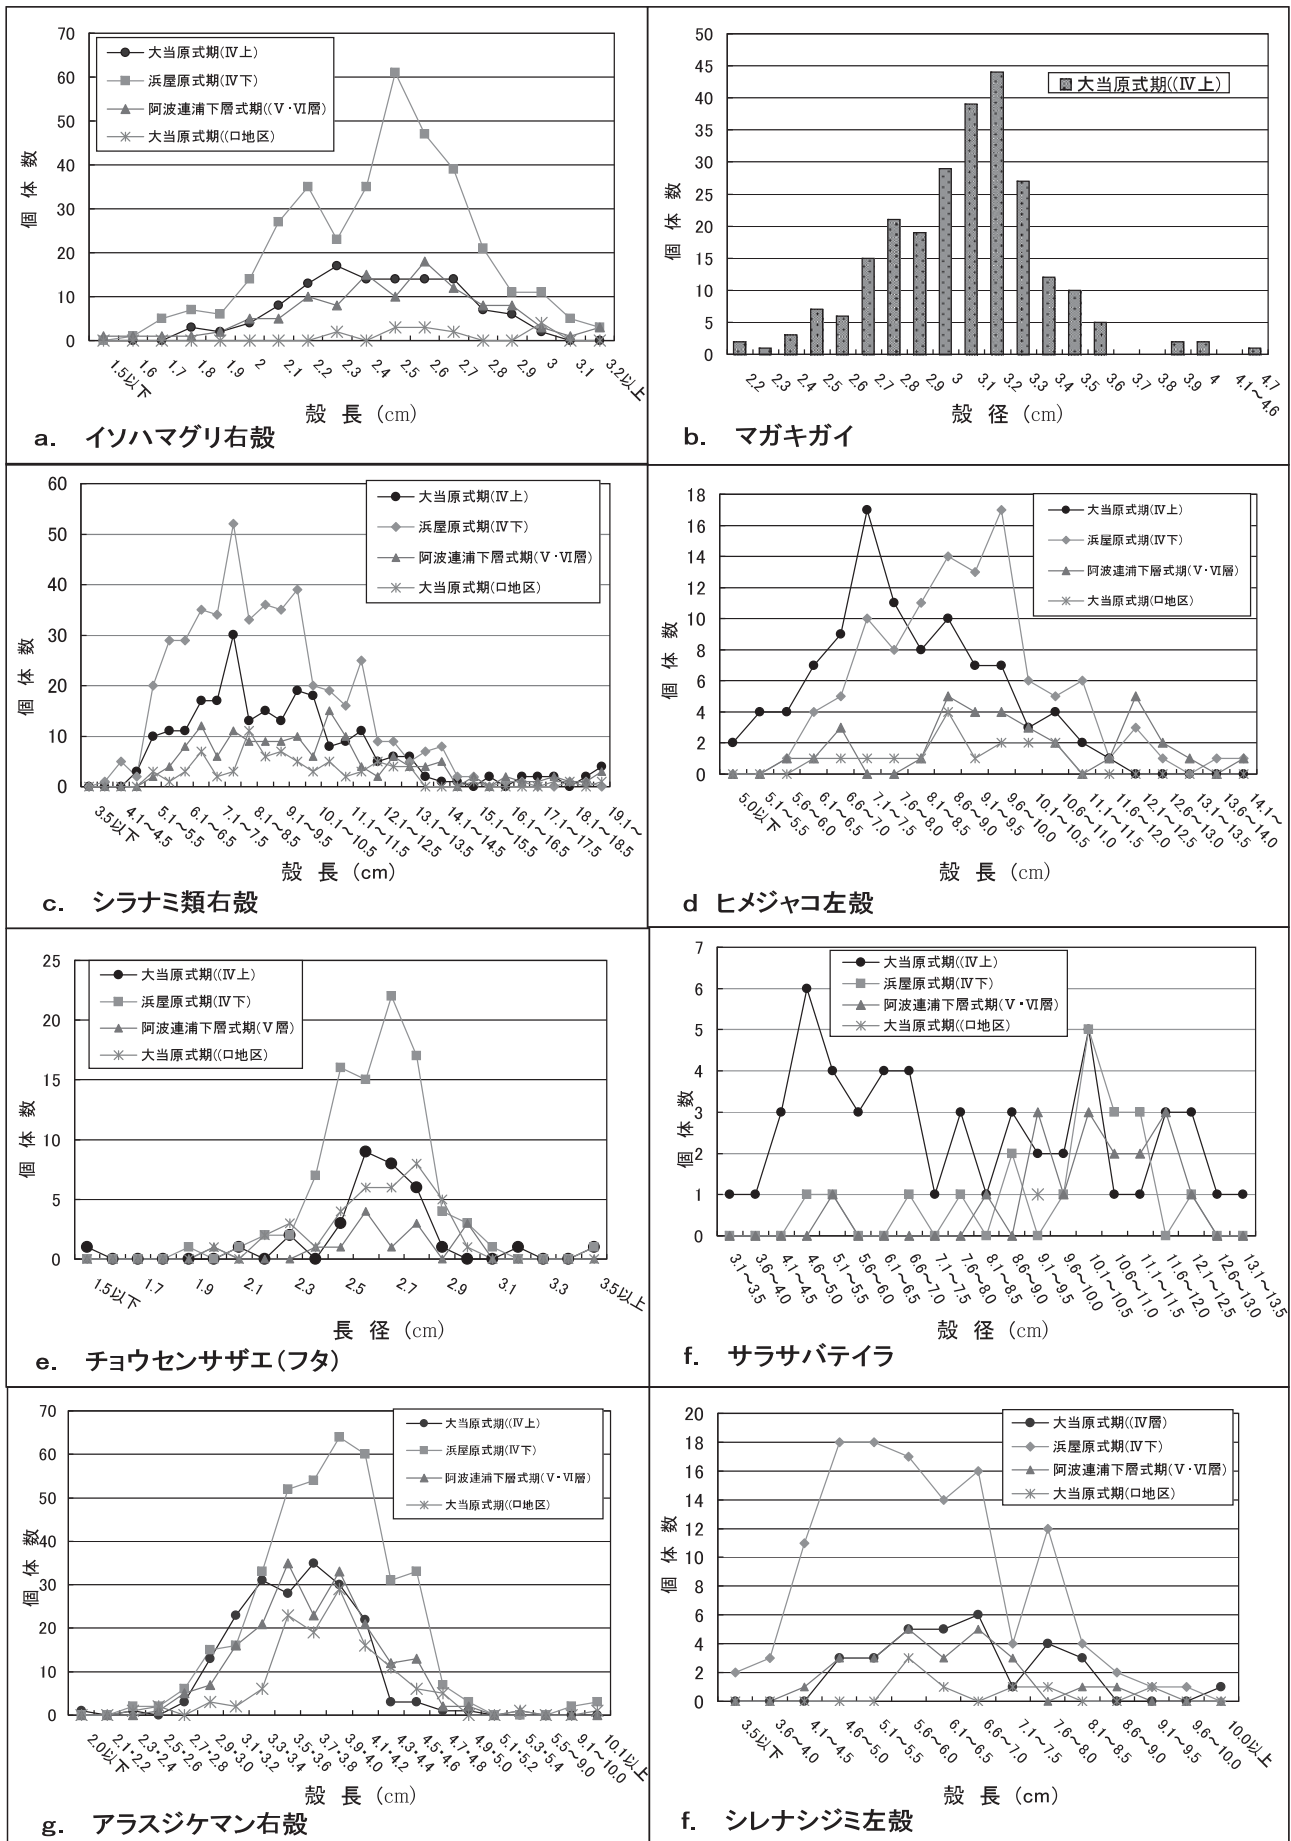 70
60
50
40
30
20
10
0
個 体 数
大当原式期(Ⅳ上)
浜屋原式期(Ⅳ下)
阿波連浦下層式期((Ⅴ・Ⅵ層)
大当原式期((ロ地区)
1.5以下 1.6 1.7 1.8 1.9 2 2.1 2.2 2.3 2.4 2.5 2.6 2.7 2.8 2.9 3 3.1 3.2以上
殻 長 (cm)
a. イソハマグリ右殻
50
45
40
35
30
25
20
15
10
5
0
個 体 数
大当原式期((Ⅳ上)
2.2 2.3 2.4 2.5 2.6 2.7 2.8 2.9 3 3.1 3.2 3.3 3.4 3.5 3.6 3.7 3.8 3.9 4 4.1～4.6 4.7
殻 径 (cm)
b. マガキガイ
60
50
40
30
20
10
0
個 体 数
大当原式期(Ⅳ上)
浜屋原式期(Ⅳ下)
阿波連浦下層式期(Ⅴ・Ⅵ層)
大当原式期(ロ地区)
3.5以下 4.1～4.5 5.1～5.5 6.1～6.5 7.1～7.5 8.1～8.5 9.1～9.5 10.1～10.5 11.1～11.5 12.1～12.5 13.1～13.5 14.1～14.5 15.1～15.5 16.1～16.5 17.1～17.5 18.1～18.5 19.1～
殻 長 (cm)
c. シラナミ類右殻
18
16
14
12
10
8
6
4
2
0
個 体 数
大当原式期(Ⅳ上)
浜屋原式期(Ⅳ下)
阿波連浦下層式期(Ⅴ・Ⅵ層)
大当原式期(ロ地区)
5.0以下 5.1～5.5 5.6～6.0 6.1～6.5 6.6～7.0 7.1～7.5 7.6～8.0 8.1～8.5 8.6～9.0 9.1～9.5 9.6～10.0 10.1～10.5 10.6～11.0 11.1～11.5 11.6～12.0 12.1～12.5 12.6～13.0 13.1～13.5 13.6～14.0 14.1～
殻 長 (cm)
d ヒメジャコ左殻
25
20
15
10
5
0
個 体 数
大当原式期((Ⅳ上)
浜屋原式期(Ⅳ下)
阿波連浦下層式期(Ⅴ層)
大当原式期((ロ地区)
1.5以下 1.7 1.9 2.1 2.3 2.5 2.7 2.9 3.1 3.3 3.5以上
長 径 (cm)
e. チョウセンサザエ(フタ)
7
6
5
4
3
2
1
0
個 体 数
大当原式期((Ⅳ上)
浜屋原式期(Ⅳ下)
阿波連浦下層式期(Ⅴ・Ⅵ層)
大当原式期((ロ地区)
3.1～3.5 3.6～4.0 4.1～4.5 4.6～5.0 5.1～5.5 5.6～6.0 6.1～6.5 6.6～7.0 7.1～7.5 7.6～8.0 8.1～8.5 8.6～9.0 9.1～9.5 9.6～10.0 10.1～10.5 10.6～11.0 11.1～11.5 11.6～12.0 12.1～12.5 12.6～13.0 13.1～13.5
殻 径 (cm)
f. サラサバテイラ
70
60
50
40
30
20
10
0
個 体 数
大当原式期((Ⅳ上)
浜屋原式期(Ⅳ下)
阿波連浦下層式期(Ⅴ・Ⅵ層)
大当原式期((ロ地区)
2.0以下 2.1・2.2 2.3・2.4 2.5・2.6 2.7・2.8 2.9・3.0 3.1・3.2 3.3・3.4 3.5・3.6 3.7・3.8 3.9・4.0 4.1・4.2 4.3・4.4 4.5・4.6 4.7・4.8 4.9・5.0 5.1・5.2 5.3・5.4 5.5～9.0 9.1～10.0 10.1以上
殻 長 (cm)
g. アラスジケマン右殻
20
18
16
14
12
10
8
6
4
2
0
個 体 数
大当原式期((Ⅳ層)
浜屋原式期(Ⅳ下)
阿波連浦下層式期(Ⅴ・Ⅵ層)
大当原式期(ロ地区)
3.5以下 3.6～4.0 4.1～4.5 4.6～5.0 5.1～5.5 5.6～6.0 6.1～6.5 6.6～7.0 7.1～7.5 7.6～8.0 8.1～8.5 8.6～9.0 9.1～9.5 9.6～10.0 10.0以上
殻 長 (cm)
f. シレナシジミ左殻